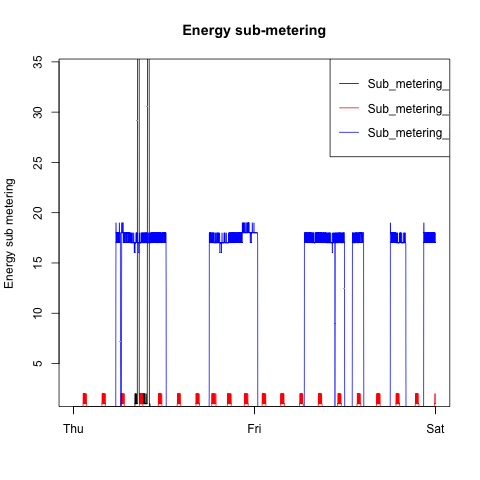 Energy sub-metering
35
30
25
20
15
10
5
Energy sub metering
Sub_metering_
Sub_metering_
Sub_metering_
Thu Fri Sat